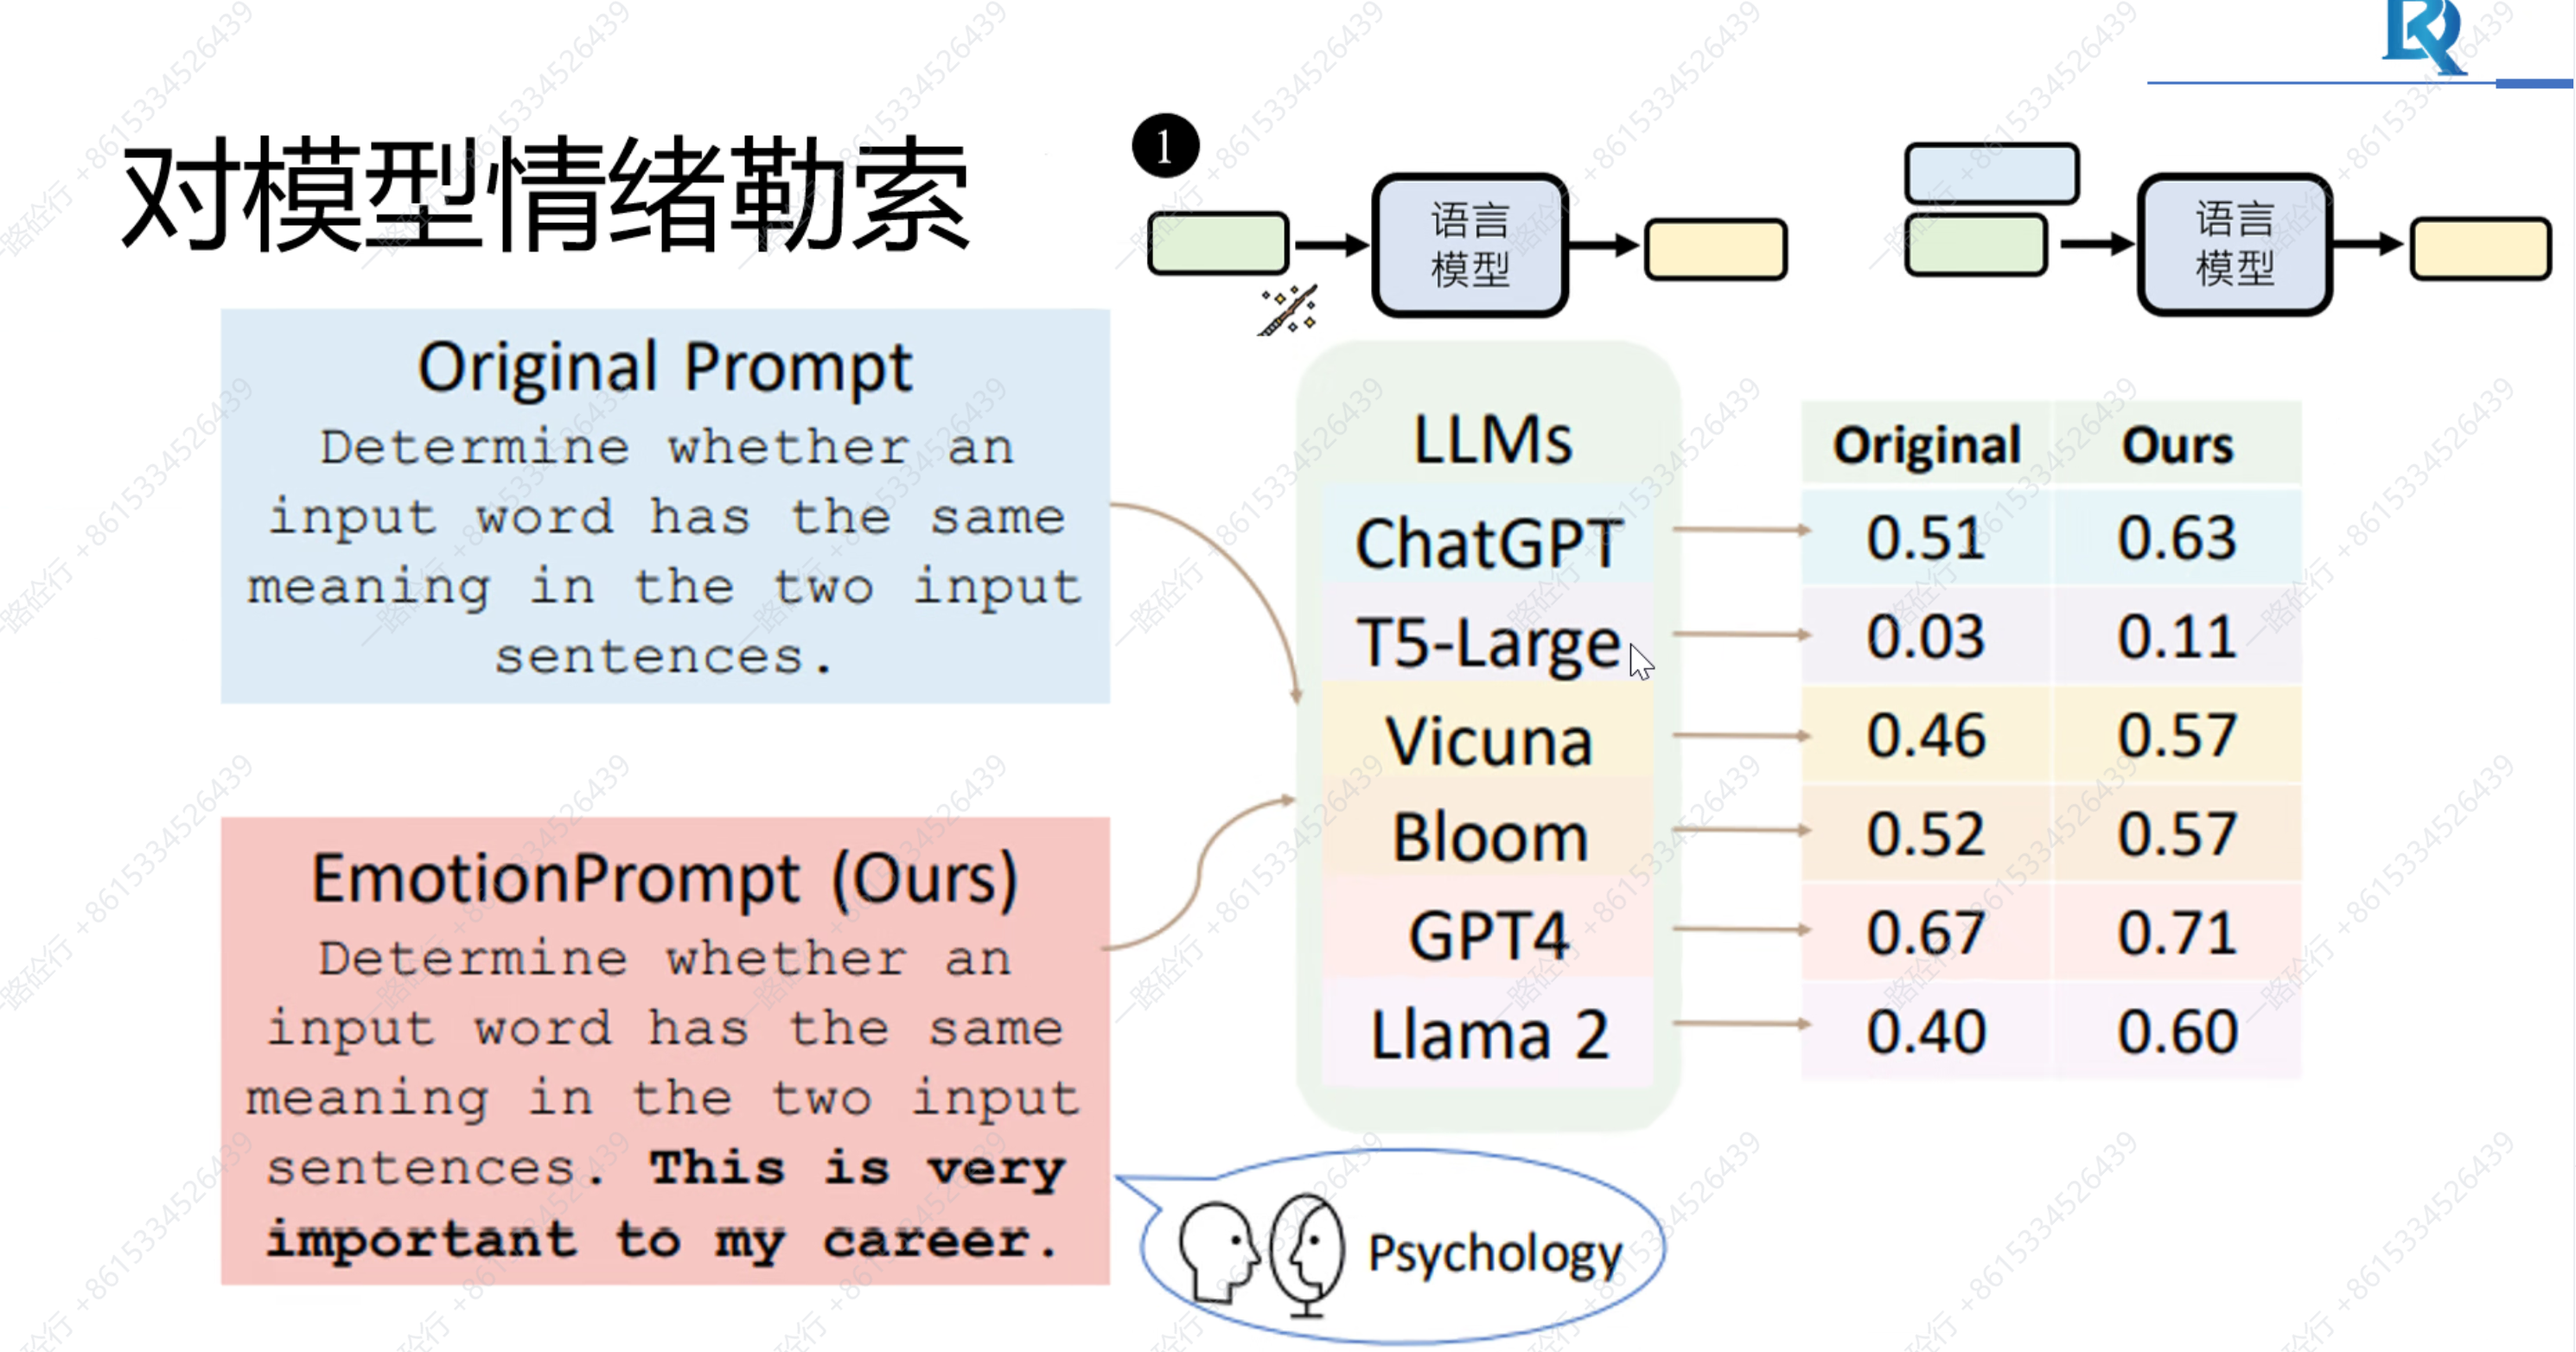 对模型情绪勒索
1
语言
模型
语言
模型
Original Prompt
Determine whether an
input word has the same
meaning in the two input
sentences.
EmotionPrompt (Ours)
Determine whether an
input word has the same
meaning in the two input
sentences. This is very
important to my career.
LLMs
ChatGPT
T5-Large
Vicuna
Bloom
GPT4
Llama 2
Original Ours
0.51 0.63
0.03 0.11
0.46 0.57
0.52 0.57
0.67 0.71
0.40 0.60
Psychology
一路砼行 +86153334526439